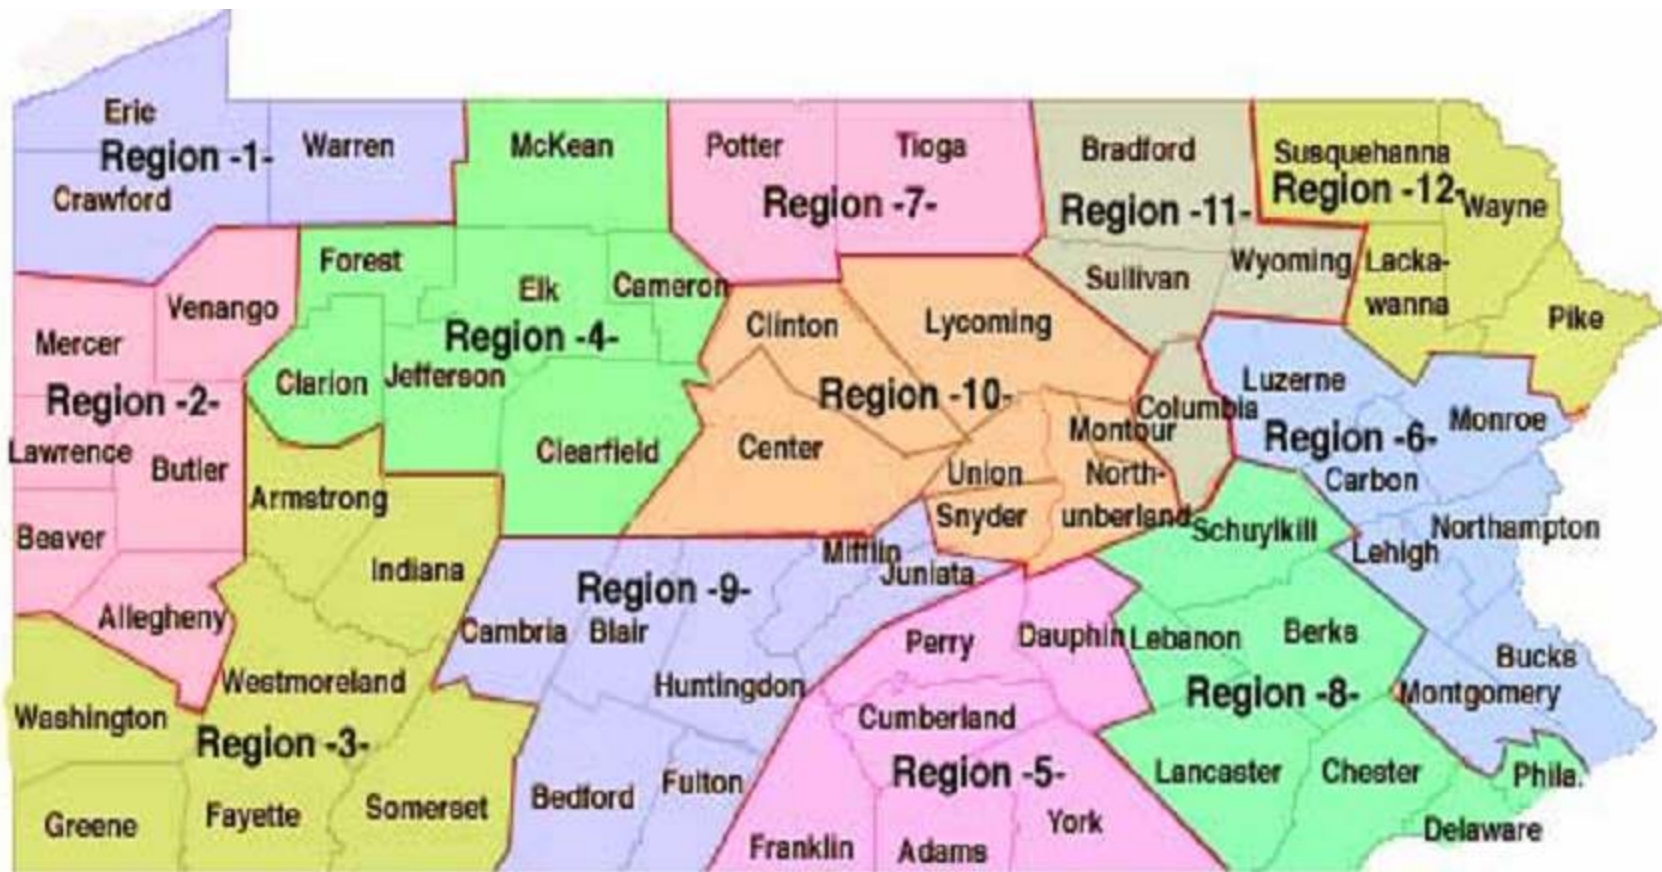 Erie
Region -1-
Warren
Crawford
McKean
Potter
Tioga
Region -7-
Bradford
Region -11-
Susquehanna
Region -12-
Wayne
Forest
Elk
Cameron
Region -4-
Clarion
Jefferson
Clearfield
Venango
Mercer
Region -2-
Lawrence
Butler
Beaver
Allegheny
Clinton
Lycoming
Region -10-
Center
Union
Montour
North-
umberland
Snyder
Sullivan
Wyoming
Columbia
Lacka-
wanna
Pike
Luzerne
Region -6-
Monroe
Carbon
Northampton
Lehigh
Bucks
Montgomery
Armstrong
Indiana
Westmoreland
Washington
Region -3-
Greene
Fayette
Somerset
Mifflin
Juniata
Region -9-
Cambria
Blair
Huntingdon
Bedford
Fulton
Perry
Dauphin
Cumberland
Region -5-
Franklin
Adams
York
Schuylkill
Lebanon
Berks
Region -8-
Lancaster
Chester
Phila.
Delaware